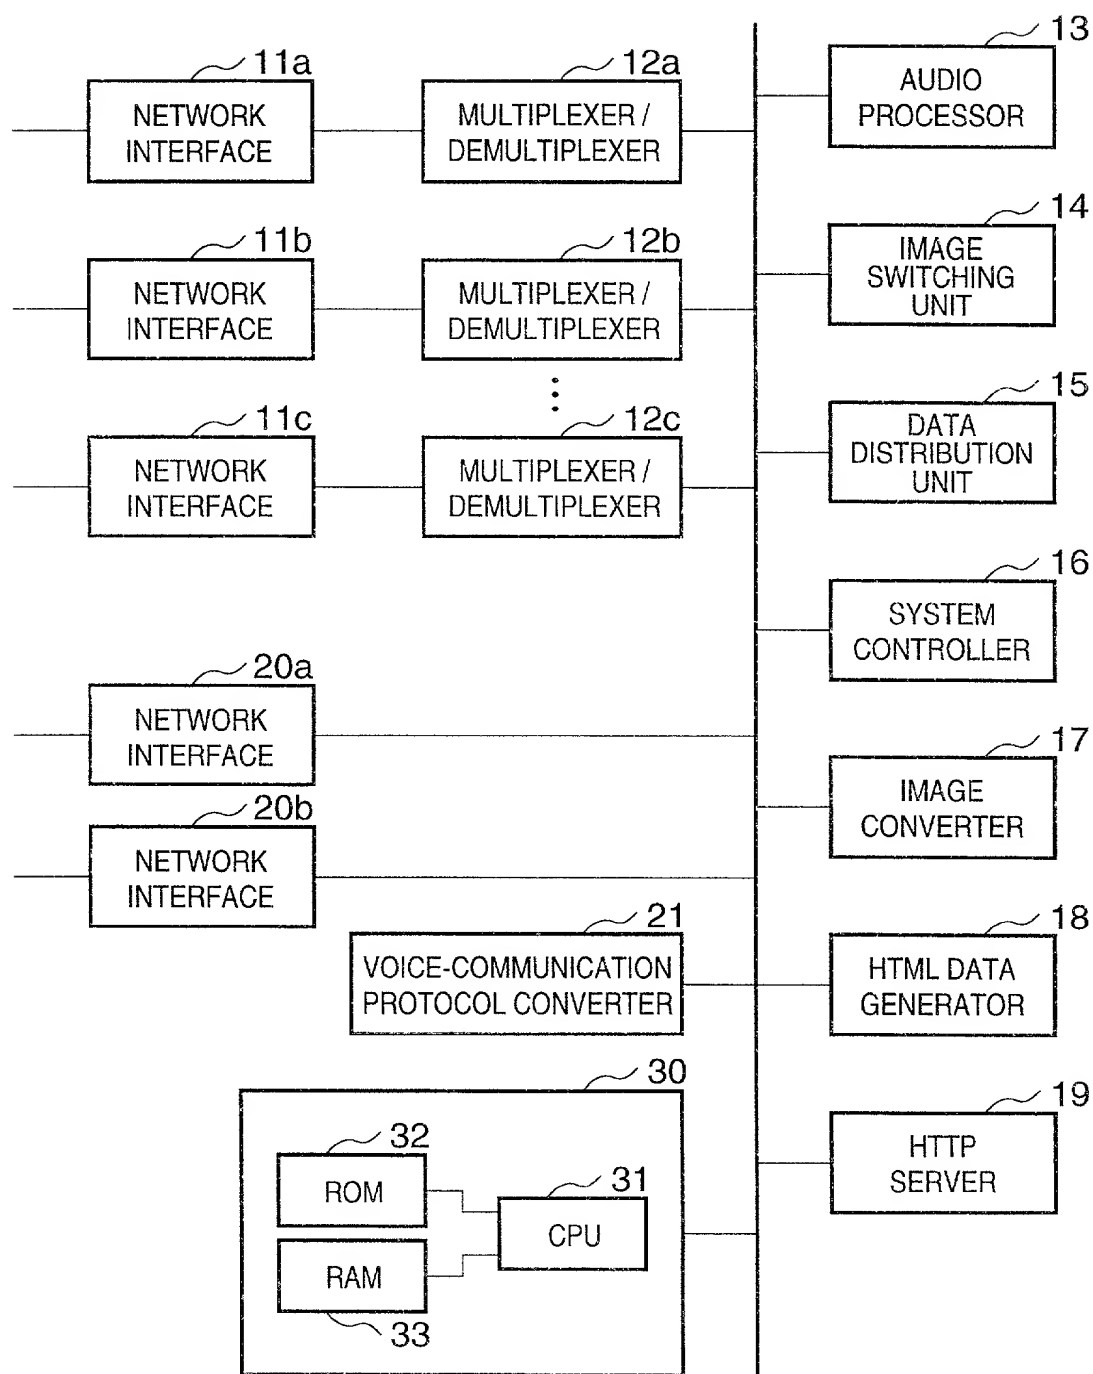 11a
NETWORK
INTERFACE
12a
MULTIPLEXER /
DEMULTIPLEXER
13
AUDIO
PROCESSOR
11b
NETWORK
INTERFACE
12b
MULTIPLEXER /
DEMULTIPLEXER
14
IMAGE
SWITCHING
UNIT
11c
NETWORK
INTERFACE
12c
MULTIPLEXER /
DEMULTIPLEXER
15
DATA
DISTRIBUTION
UNIT
16
SYSTEM
CONTROLLER
20a
NETWORK
INTERFACE
17
IMAGE
CONVERTER
20b
NETWORK
INTERFACE
21
VOICE-COMMUNICATION
PROTOCOL CONVERTER
18
HTML DATA
GENERATOR
30
32
ROM
31
CPU
RAM
33
19
HTTP
SERVER